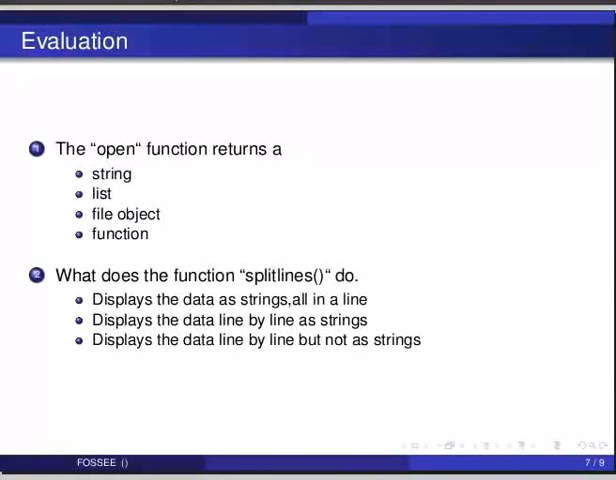 Evaluation
1 The “open“ function returns a
string
list
file object
function
2 What does the function “splitlines()“ do.
Displays the data as strings,all in a line
Displays the data line by line as strings
Displays the data line by line but not as strings
FOSSEE ()
7 / 9